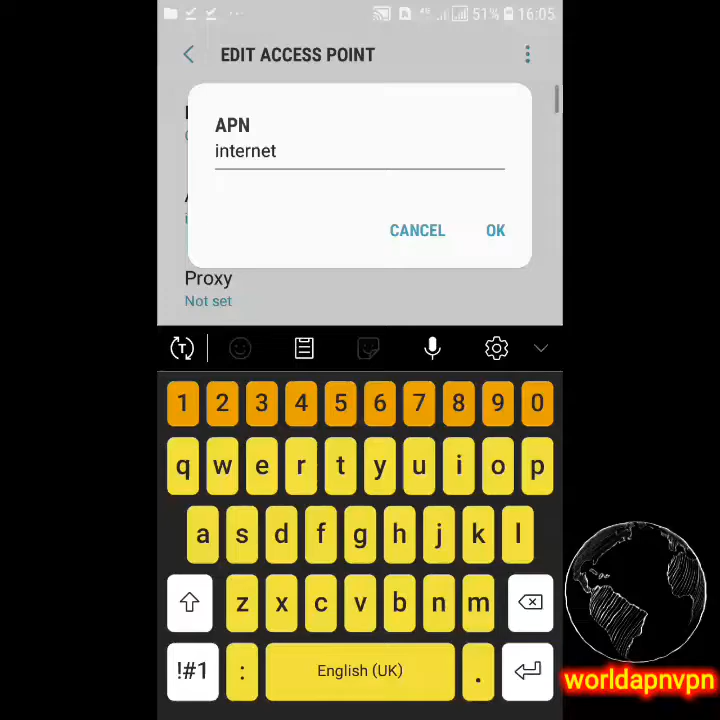 51% 16:05
EDIT ACCESS POINT
APN
internet
CANCEL OK
Proxy
Not set
T
1 2 3 4 5 6 7 8 9 0
q w e r t y u i o p
a s d f g h j k l
z x c v b n m
!#1 : English (UK) .
worldapnvpn